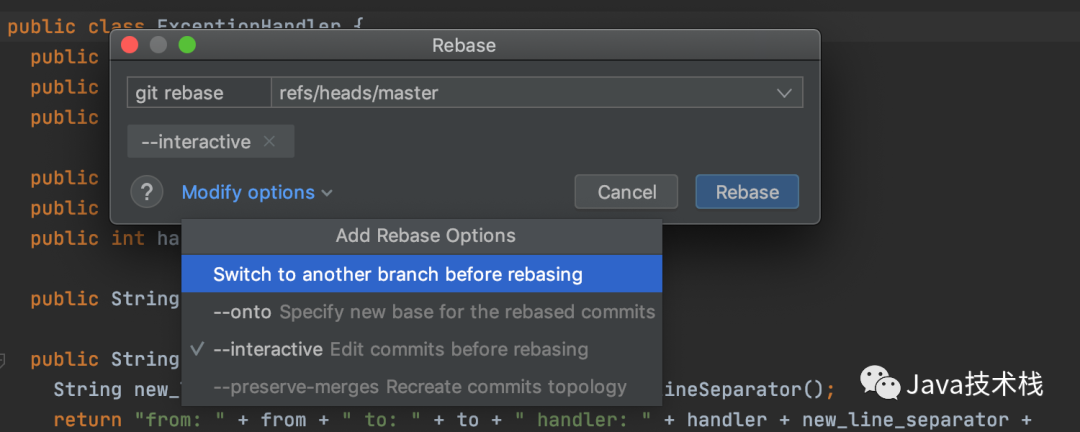 public class ExceptionHandler {
Rebase
public
git rebase refs/heads/master
public
public
--interactive ×
public
? Modify options Cancel Rebase
public
public int ha
Add Rebase Options
Switch to another branch before rebasing
public String
--onto Specify new base for the rebased commits
✓ --interactive Edit commits before rebasing
public String
--preserve-merges Recreate commits topology
String new_ ineSeparator();
Java技术栈
return "from: " + from + " to: " + to + " handler: " + handler + new_line_separator +